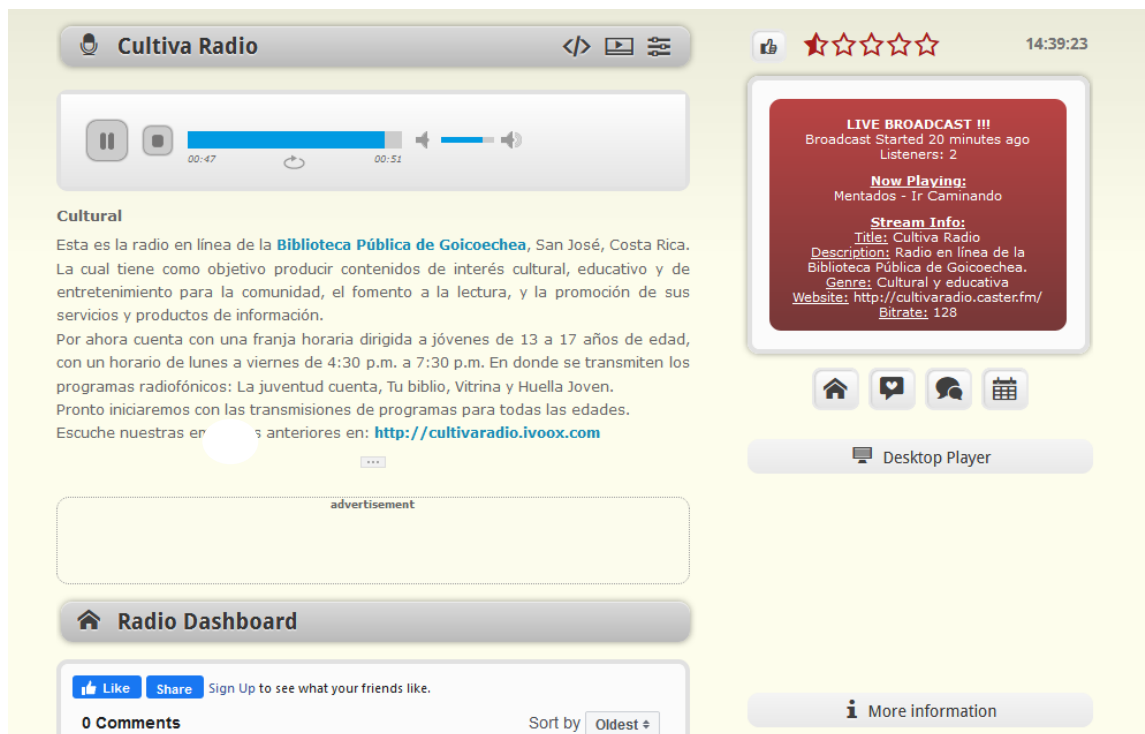 Cultiva Radio
14:39:23
00:47
00:51
LIVE BROADCAST !!!
Broadcast Started 20 minutes ago
Listeners: 2
Now Playing:
Mentados - Ir Caminando
Stream Info:
Title: Cultiva Radio
Description: Radio en línea de la
Biblioteca Pública de Goicoechea.
Genre: Cultural y educativa
Website: http://cultivaradio.caster.fm/
Bitrate: 128
Cultural
Esta es la radio en línea de la Biblioteca Pública de Goicoechea, San José, Costa Rica.
La cual tiene como objetivo producir contenidos de interés cultural, educativo y de
entretenimiento para la comunidad, el fomento a la lectura, y la promoción de sus
servicios y productos de información.
Por ahora cuenta con una franja horaria dirigida a jóvenes de 13 a 17 años de edad,
con un horario de lunes a viernes de 4:30 p.m. a 7:30 p.m. En donde se transmiten los
programas radiofónicos: La juventud cuenta, Tu biblio, Vitrina y Huella Joven.
Pronto iniciaremos con las transmisiones de programas para todas las edades.
Escuche nuestras anteriores en: http://cultivaradio.ivoox.com
Desktop Player
advertisement
Radio Dashboard
Like Share Sign Up to see what your friends like.
0 Comments
Sort by Oldest
More information